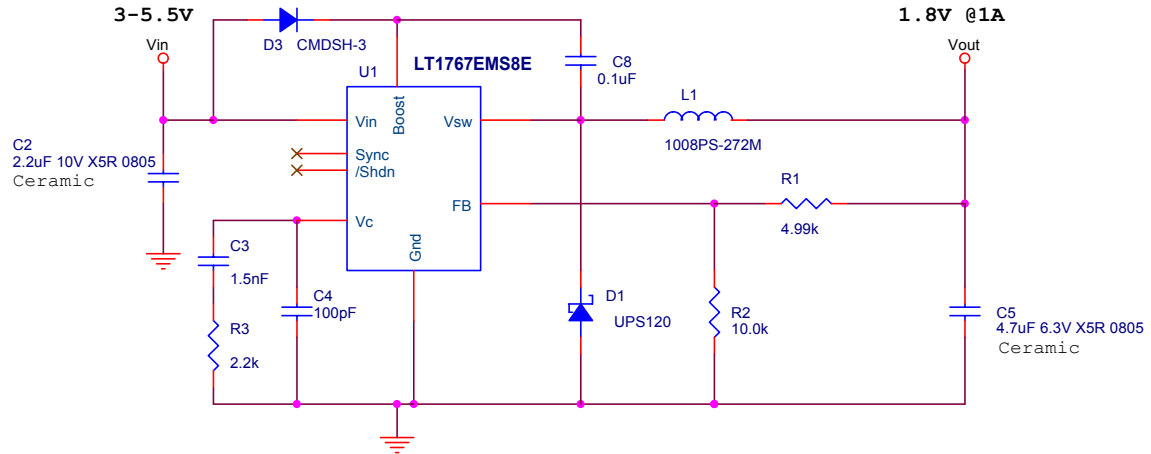 3-5.5V
1.8V @1A
Vin
Vout
D3 CMDSH-3
LT1767EMS8E
U1
C8
0.1uF
L1
1008PS-272M
Vin
Boost
Vsw
Sync
/Shdn
FB
Vc
Gnd
C2
2.2uF 10V X5R 0805
Ceramic
R1
4.99k
C3
1.5nF
C4
100pF
R3
2.2k
D1
UPS120
R2
10.0k
C5
4.7uF 6.3V X5R 0805
Ceramic